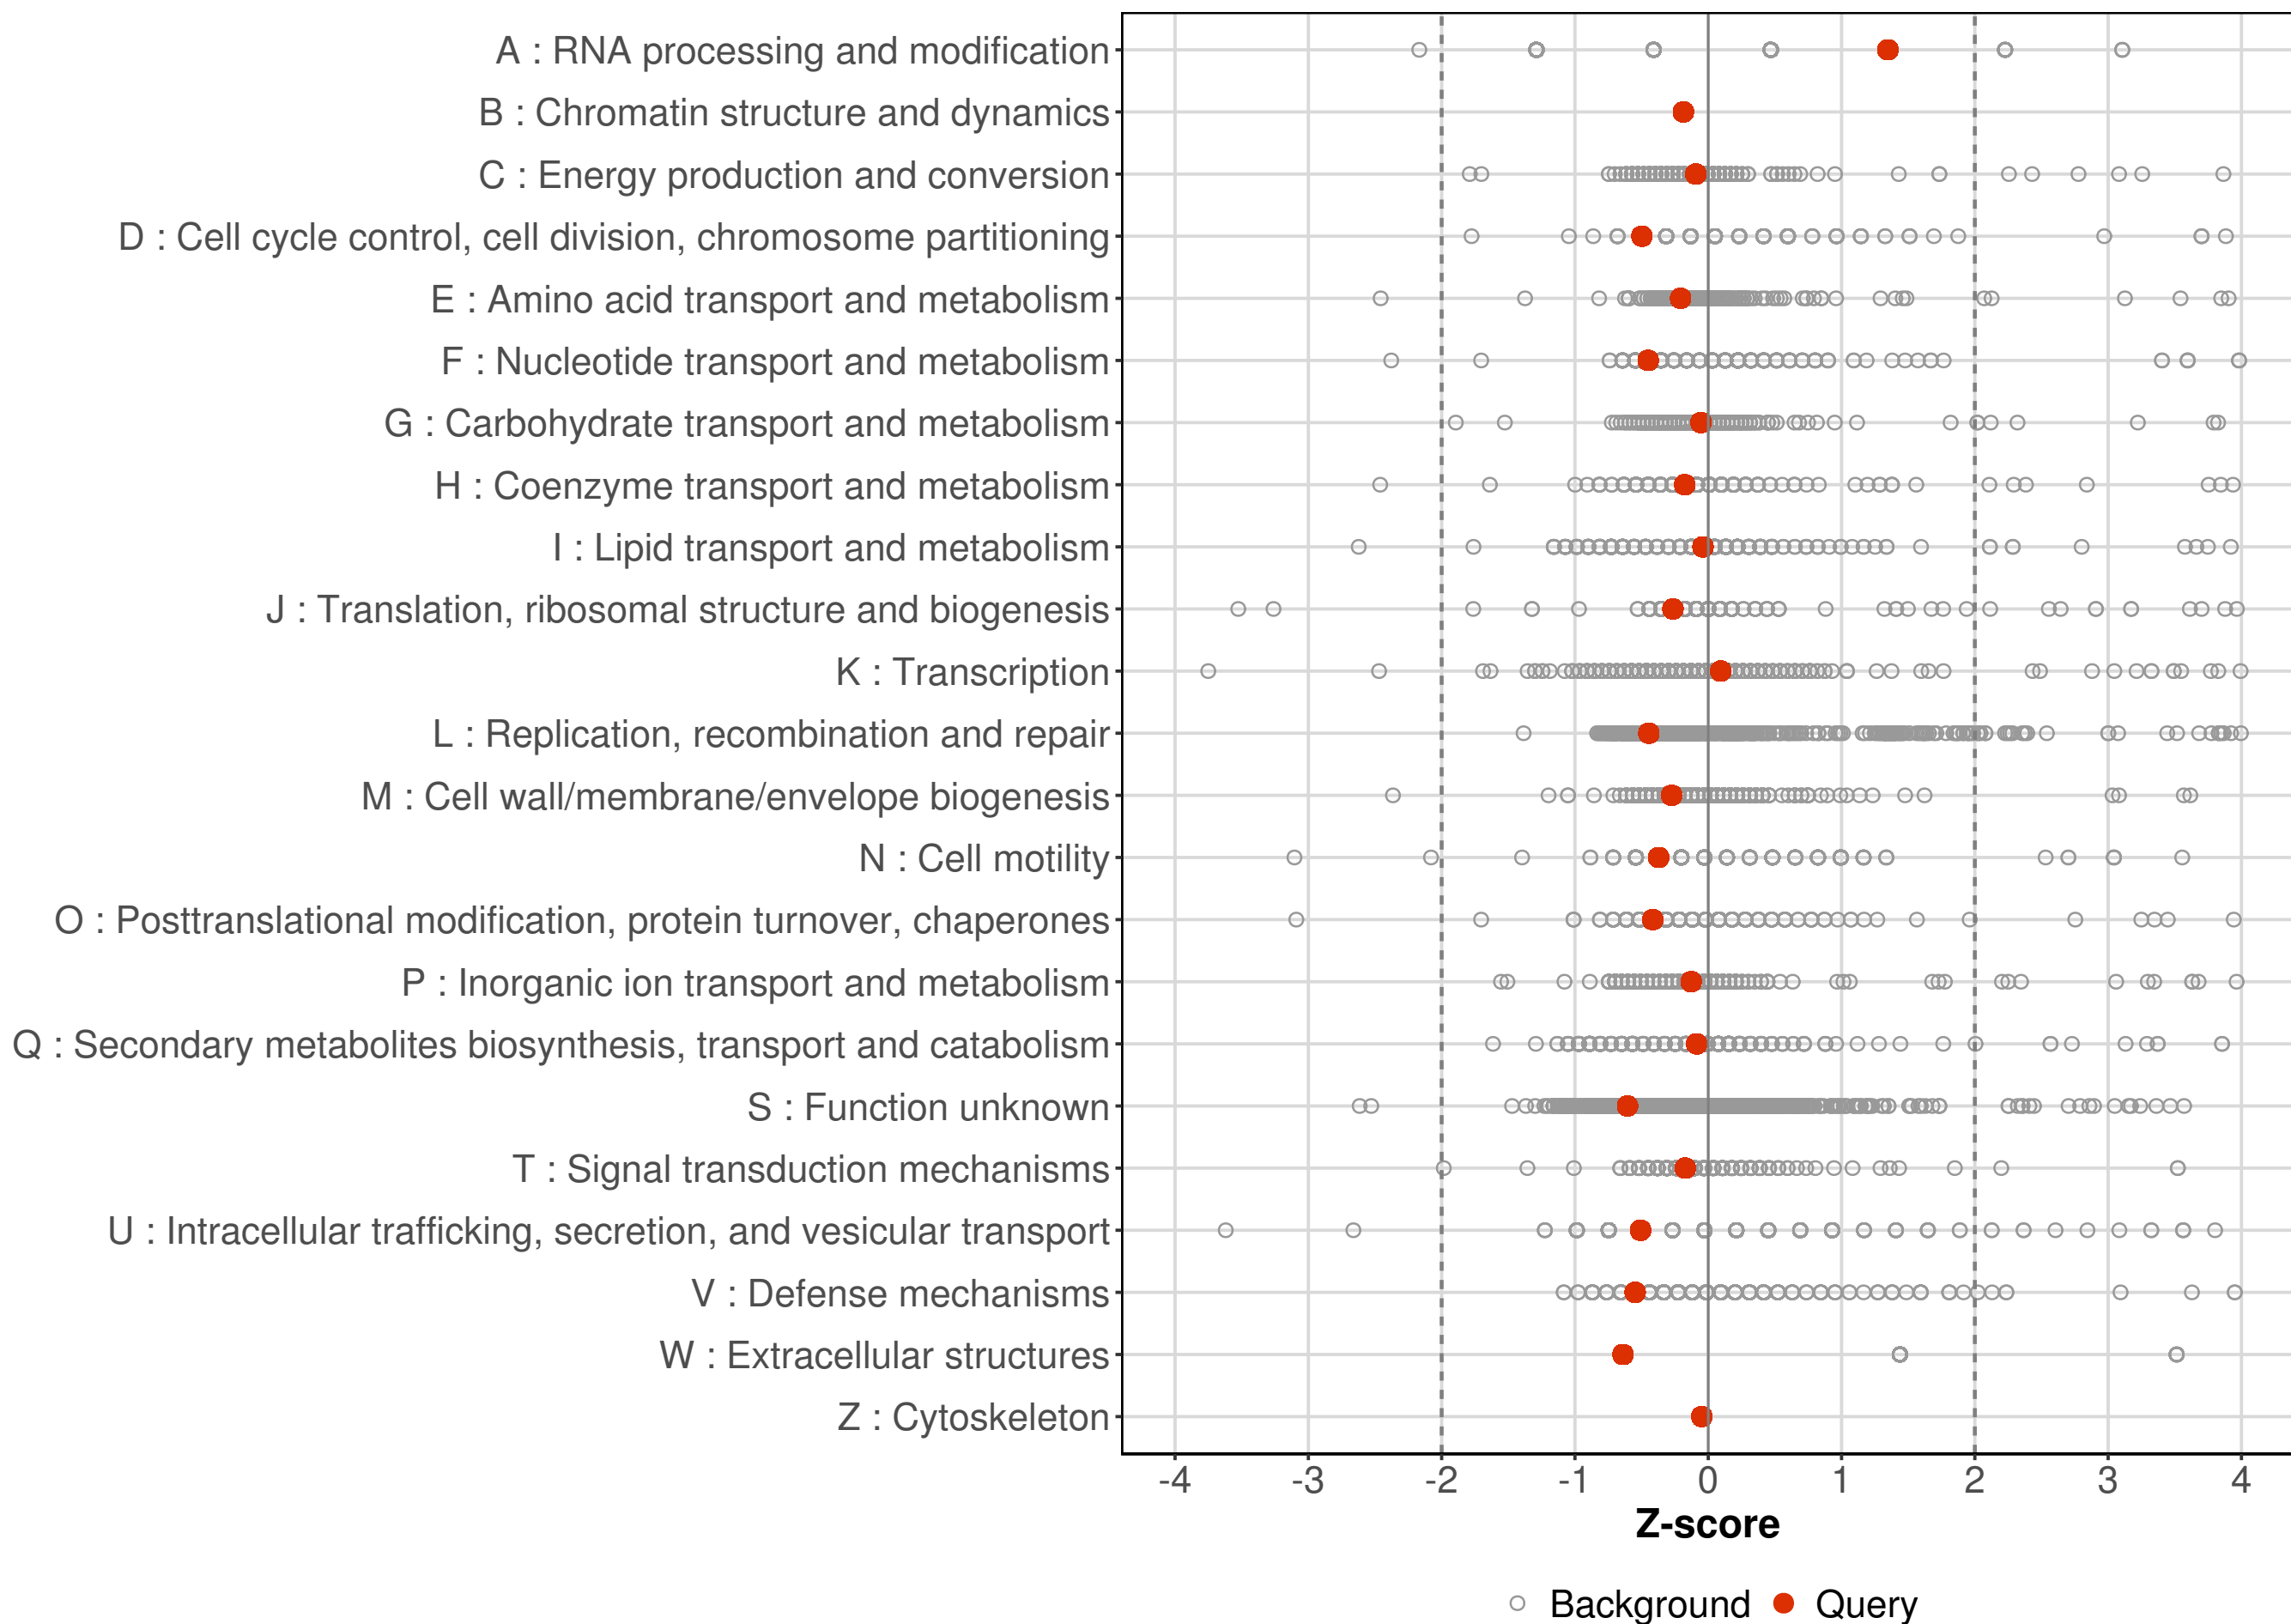 A : RNA processing and modification
B : Chromatin structure and dynamics
C : Energy production and conversion
D : Cell cycle control, cell division, chromosome partitioning
E : Amino acid transport and metabolism
F : Nucleotide transport and metabolism
G : Carbohydrate transport and metabolism
H : Coenzyme transport and metabolism
I : Lipid transport and metabolism
J : Translation, ribosomal structure and biogenesis
K : Transcription
L : Replication, recombination and repair
M : Cell wall/membrane/envelope biogenesis
N : Cell motility
O : Posttranslational modification, protein turnover, chaperones
P : Inorganic ion transport and metabolism
Q : Secondary metabolites biosynthesis, transport and catabolism
S : Function unknown
T : Signal transduction mechanisms
U : Intracellular trafficking, secretion, and vesicular transport
V : Defense mechanisms
W : Extracellular structures
Z : Cytoskeleton
-4 -3 -2 -1 0 1 2 3 4
Z-score
Background Query